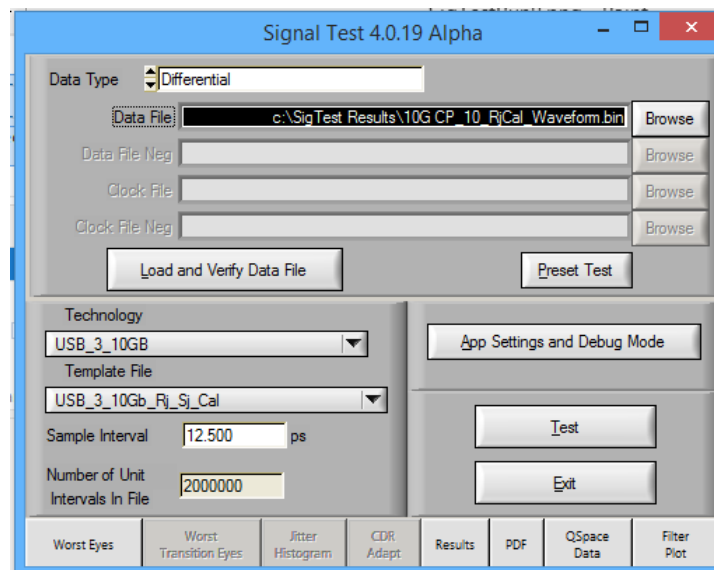 Signal Test 4.0.19 Alpha
Data Type Differential
Data File c:\SigTest Results\10G CP_10_RjCal_Waveform.bin Browse
Data File Neg Browse
Clock File Browse
Clock File Neg Browse
Load and Verify Data File Preset Test
Technology
USB_3_10GB
App Settings and Debug Mode
Template File
USB_3_10Gb_Rj_Sj_Cal
Sample Interval 12.500 ps
Test
Number of Unit
Intervals In File 2000000
Exit
Worst Eyes
Worst
Transition Eyes
Jitter
Histogram
CDR
Adapt
Results
PDF
QSpace
Data
Filter
Plot